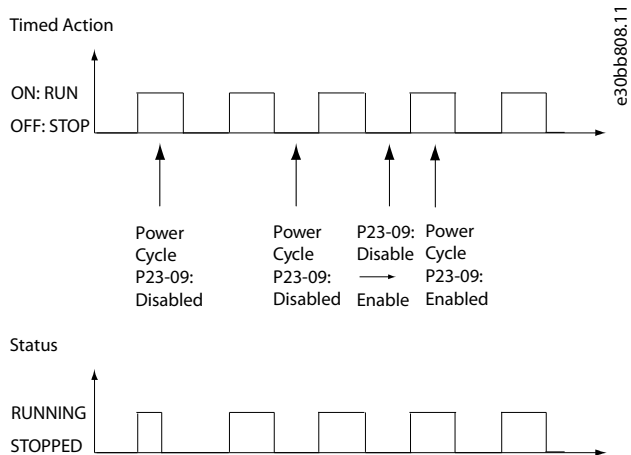 Timed Action
e30bb808.11
ON: RUN
OFF: STOP
Power
Cycle
P23-09:
Disabled
Power
Cycle
P23-09:
Disabled
P23-09:
Disable
Enable
Power
Cycle
P23-09:
Enabled
Status
RUNNING
STOPPED